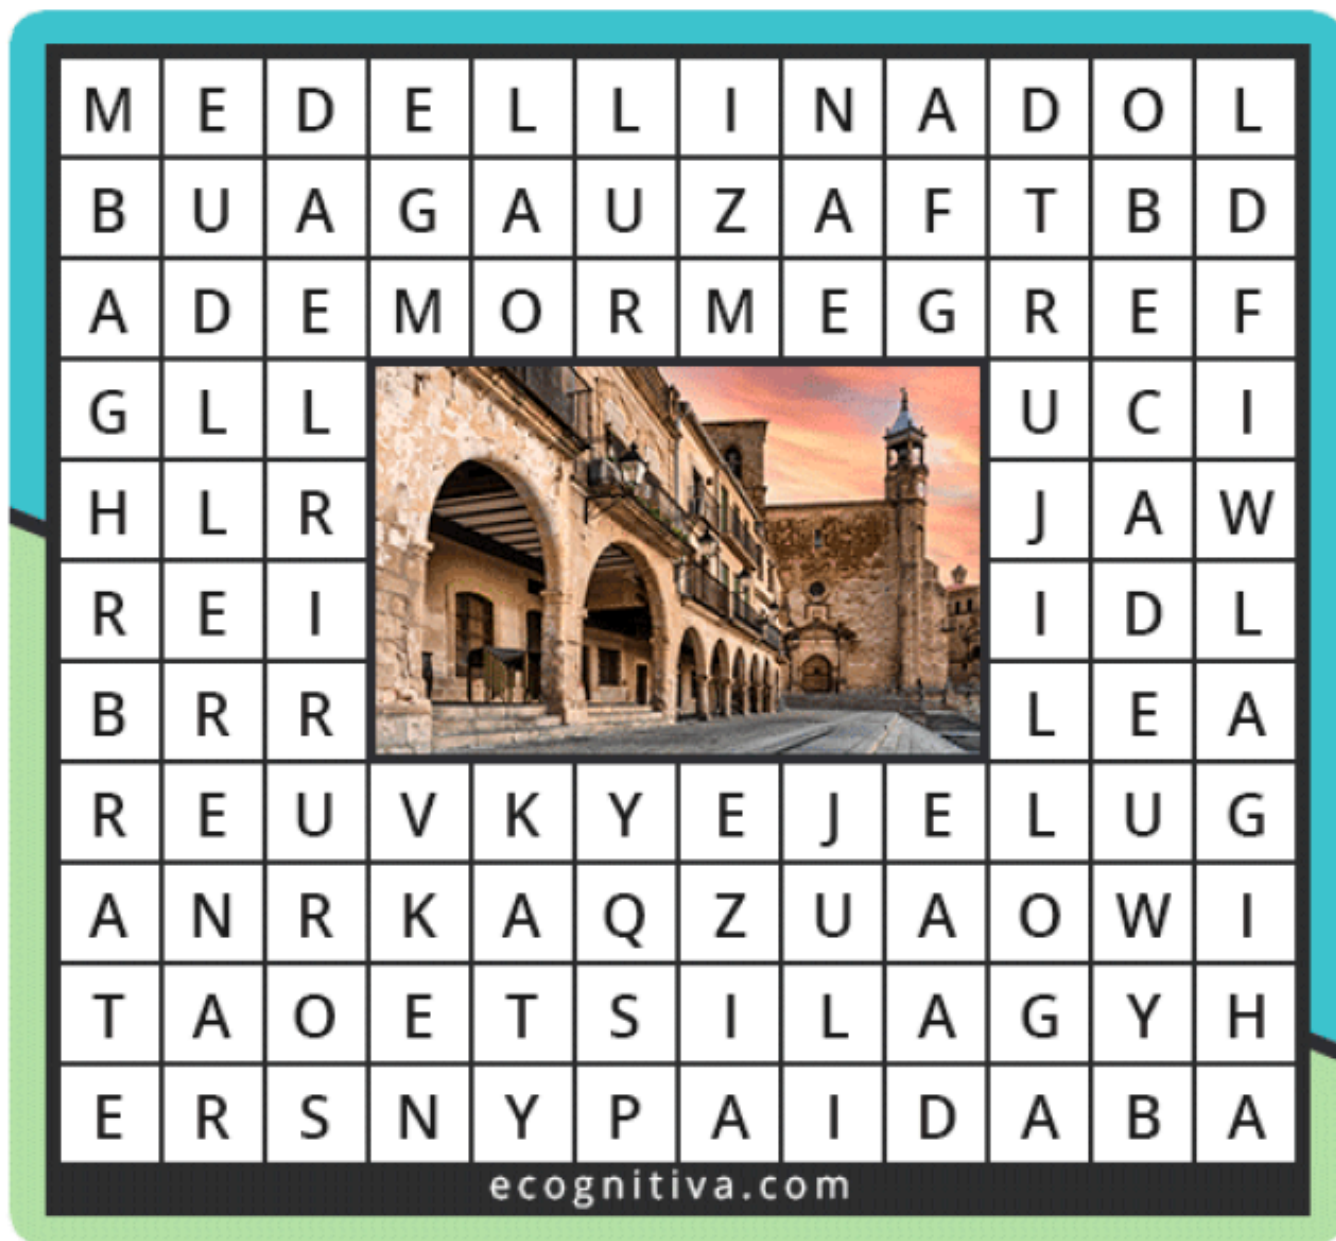 M E D E L L I N A D O L
B U A G A U Z A F T B D
A D E M O R M E G R E F
G L L U C I
H L R J A W
R E I I D L
B R R L E A
R E U V K Y E J E L U G
A N R K A Q Z U A O W I
T A O E T S I L A G Y H
E R S N Y P A I D A B A
ecognitiva.com